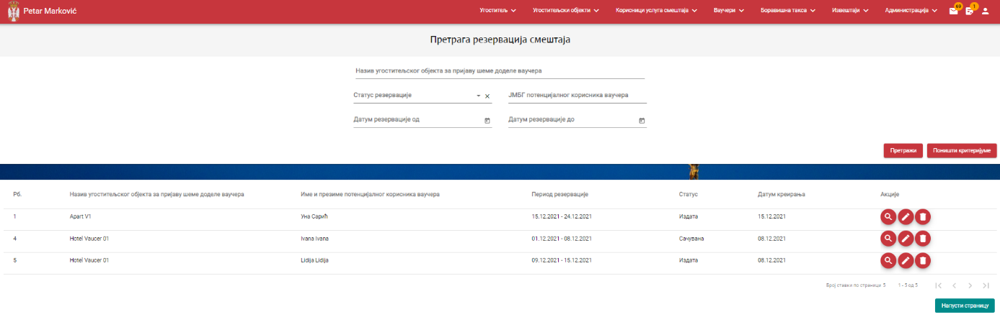 Petar Marković Угоститељ Угоститељски објекти Корисници услуга смештаја Ваучери Боравишна такса Извештаји Администрација 69 1
Претрага резервација смештаја
Назив угоститељског објекта за пријаву шеме доделе ваучера
Статус резервације ЈМБГ потенцијалног корисника ваучера
Датум резервације од Датум резервације до
Претражи Поништи критеријуме
Рб. Назив угоститељског објекта за пријаву шеме доделе ваучера Име и презиме потенцијалног корисника ваучера Период резервације Статус Датум креирања Акције
1 Apart V1 Уна Сарић 15.12.2021 - 24.12.2021 Издата 15.12.2021
4 Hotel Vaucer 01 Ivana Ivana 01.12.2021 - 08.12.2021 Сачувана 08.12.2021
5 Hotel Vaucer 01 Lidija Lidija 09.12.2021 - 15.12.2021 Издата 08.12.2021
Број ставки по страници 5 1 - 5 од 5
Напусти страницу